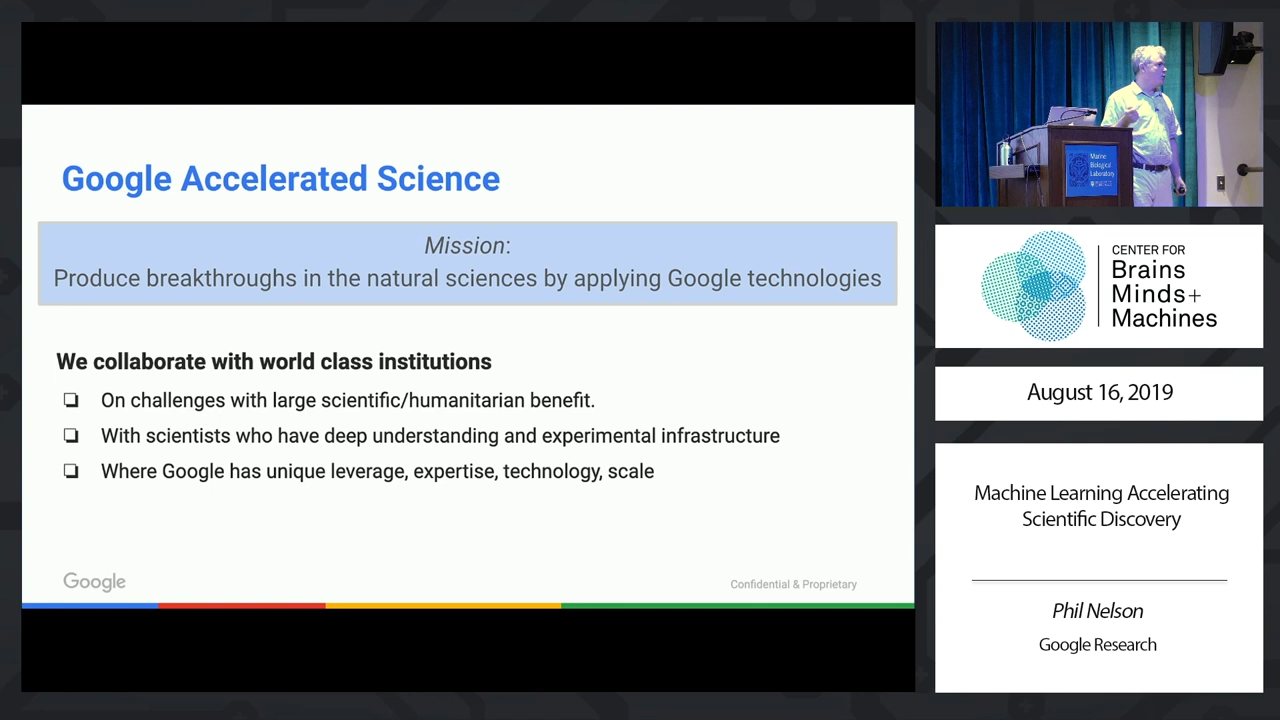 Google Accelerated Science
Mission:
Produce breakthroughs in the natural sciences by applying Google technologies
We collaborate with world class institutions
On challenges with large scientific/humanitarian benefit.
With scientists who have deep understanding and experimental infrastructure
Where Google has unique leverage, expertise, technology, scale
Google
Confidential & Proprietary
Marine
Biological
Laboratory
CENTER FOR
Brains
Minds+
Machines
August 16, 2019
Machine Learning Accelerating
Scientific Discovery
Phil Nelson
Google Research